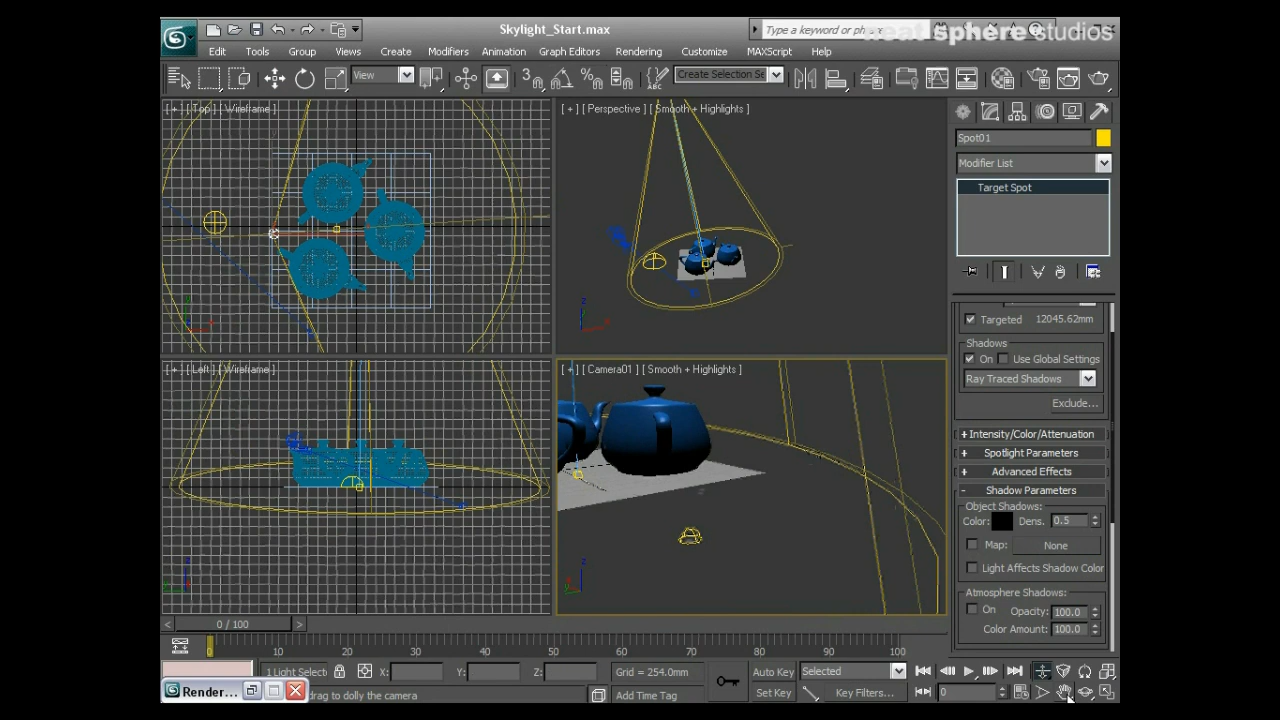 Skylight_Start.max
Type a keyword or ph
sphere studios
Edit Tools Group Views Create Modifiers Animation Graph Editors Rendering Customize MAXScript Help
View 3 % ABC Create Selection Se
[ + ] [ Top ] [ Wireframe ]
[ + ] [ Perspective ] [ Smooth + Highlights ]
Spot01
Modifier List
Target Spot
Targeted 12045.62mm
Shadows
On Use Global Settings
Ray Traced Shadows
Exclude...
[ + ] [ Left ] [ Wireframe ]
[ + ] [ Camera01 ] [ Smooth + Highlights ]
+ Intensity/Color/Attenuation
+ Spotlight Parameters
+ Advanced Effects
- Shadow Parameters
Object Shadows:
Color: Dens. 0.5
Map: None
Light Affects Shadow Color
Atmosphere Shadows:
On Opacity: 100.0
Color Amount: 100.0
< 0 / 100 >
0 10 20 30 40 50 60 70 80 90 100
1 Light Select X: Y: Z: Grid = 254.0mm Auto Key Selected
Render... drag to dolly the camera Add Time Tag Set Key Key Filters... 0